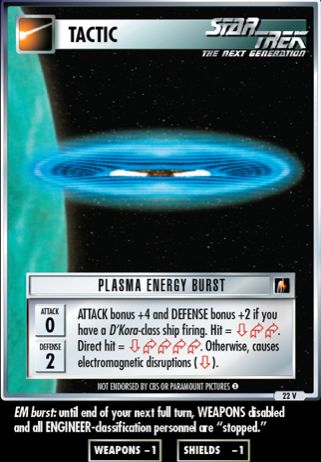 TACTIC
STAR TREK
THE NEXT GENERATION
PLASMA ENERGY BURST
ATTACK
0
DEFENSE
2
ATTACK bonus +4 and DEFENSE bonus +2 if you
have a D'Kora-class ship firing. Hit =
Direct hit = . Otherwise, causes
electromagnetic disruptions ( ).
NOT ENDORSED BY CBS OR PARAMOUNT PICTURES
22 V
EM burst: until end of your next full turn, WEAPONS disabled
and all ENGINEER-classification personnel are “stopped.”
WEAPONS –1 SHIELDS –1